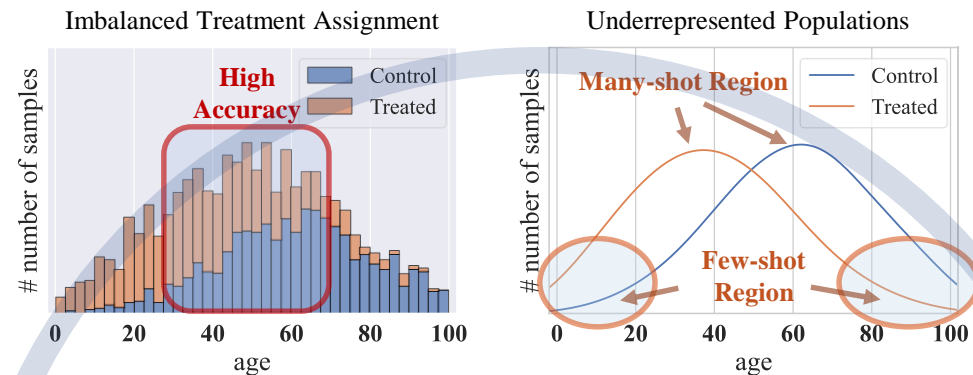 Imbalanced Treatment Assignment
# number of samples
High
Accuracy
Control
Treated
0 20 40 60 80 100
age
Underrepresented Populations
# number of samples
Many-shot Region
Control
Treated
Few-shot
Region
0 20 40 60 80 100
age